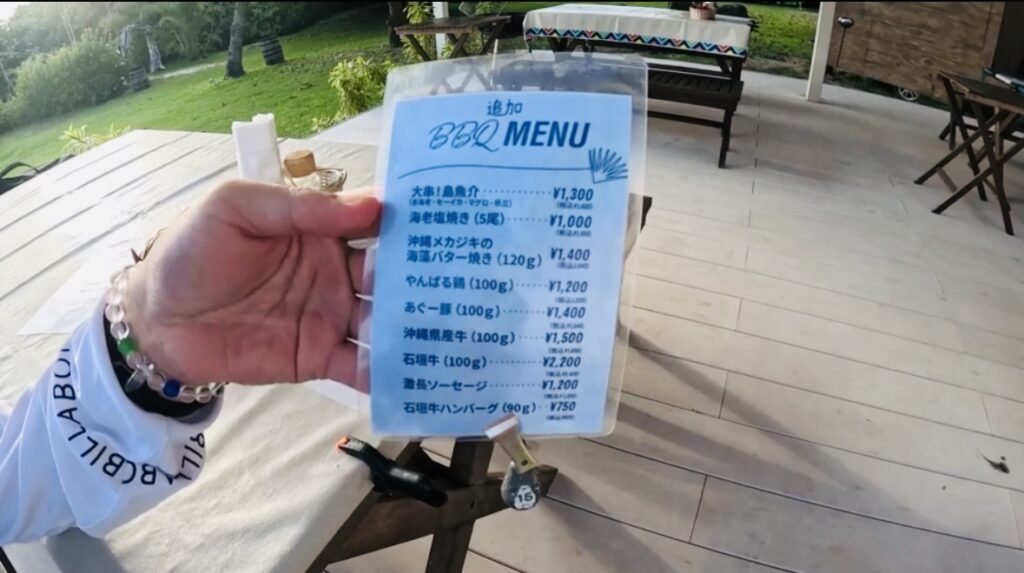 追加
BBQ MENU
大串!島魚介 ¥1,300
海老塩焼き (5尾) ¥1,000
沖縄メカジキの
海藻バター焼き (120g) ¥1,400
やんばる鶏 (100g) ¥1,200
あぐー豚 (100g) ¥1,400
沖縄県産牛 (100g) ¥1,500
石垣牛 (100g) ¥2,200
激長ソーセージ ¥1,200
石垣牛ハンバーグ (90g) ¥750
15
BILLABO